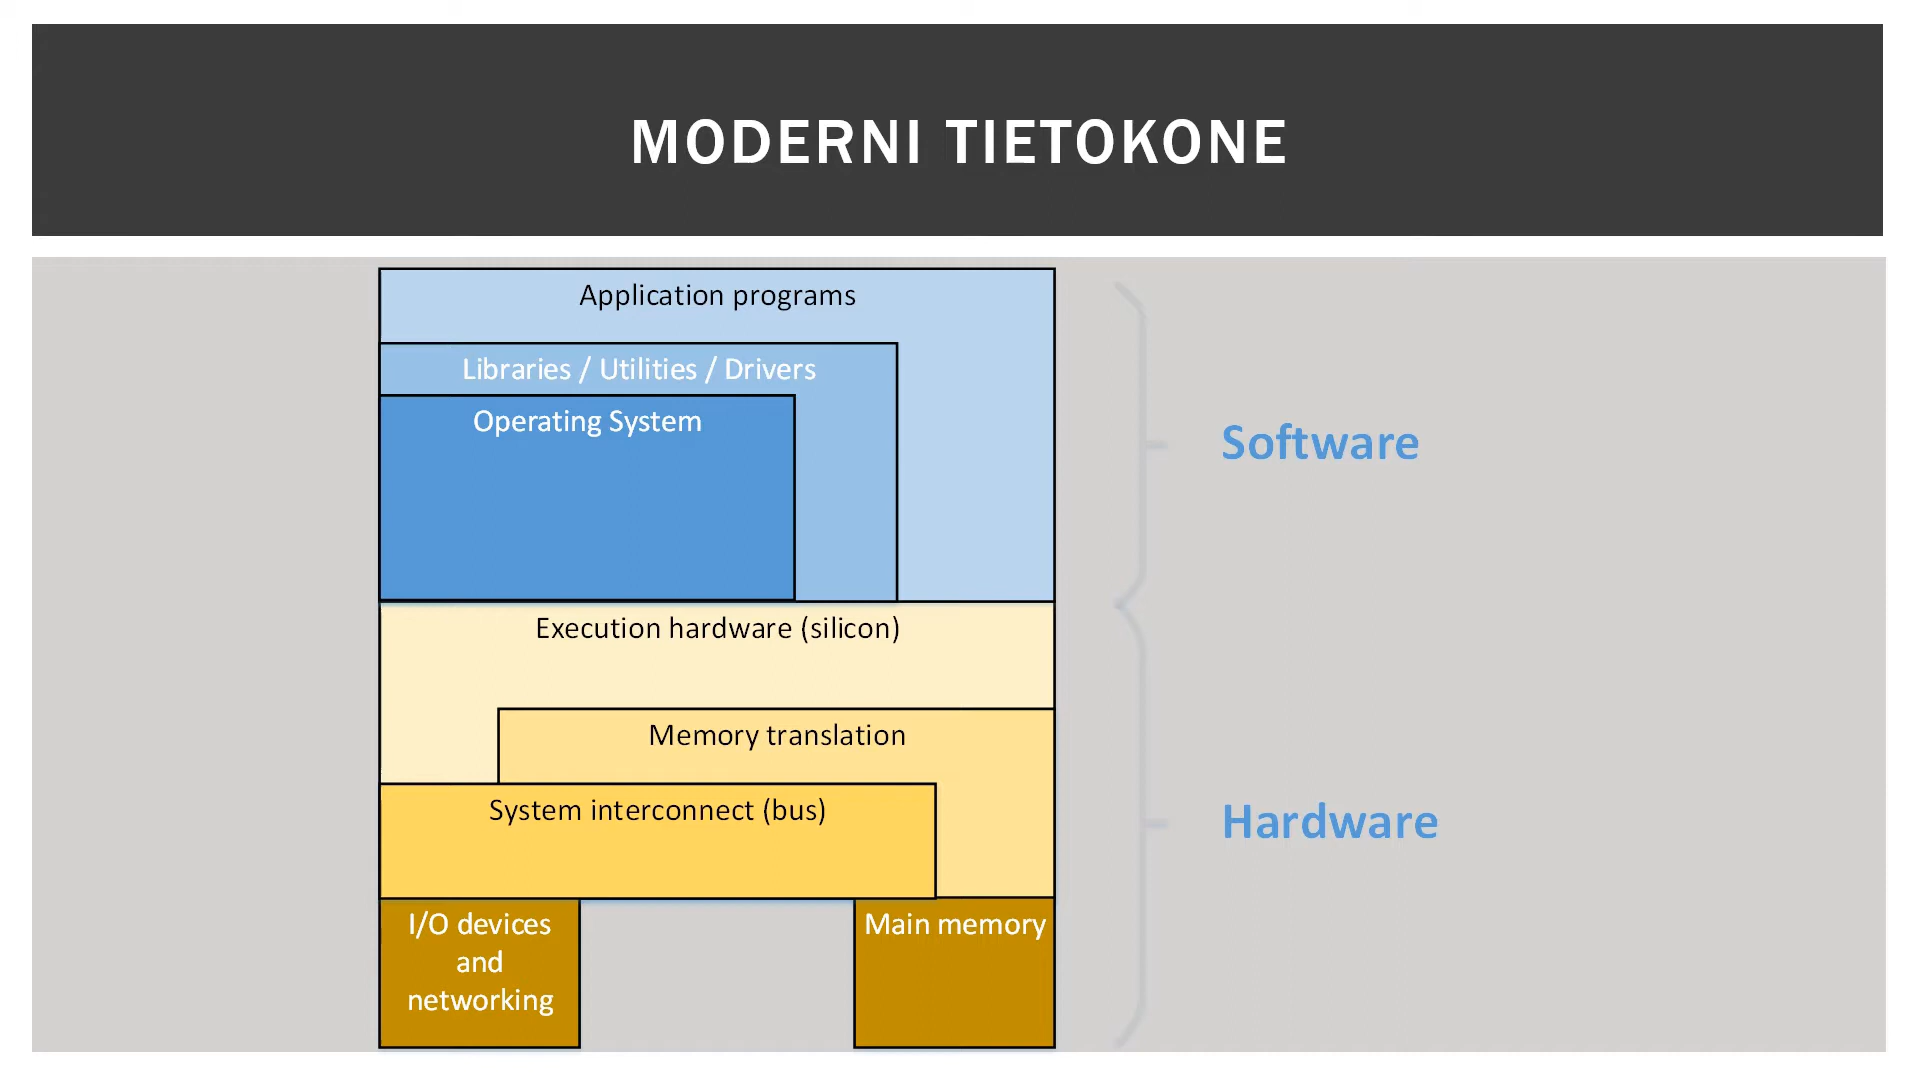 MODERNI TIETOKONE
Application programs
Libraries / Utilities / Drivers
Operating System
Software
Execution hardware (silicon)
Memory translation
System interconnect (bus)
Hardware
I/O devices
and
networking
Main memory